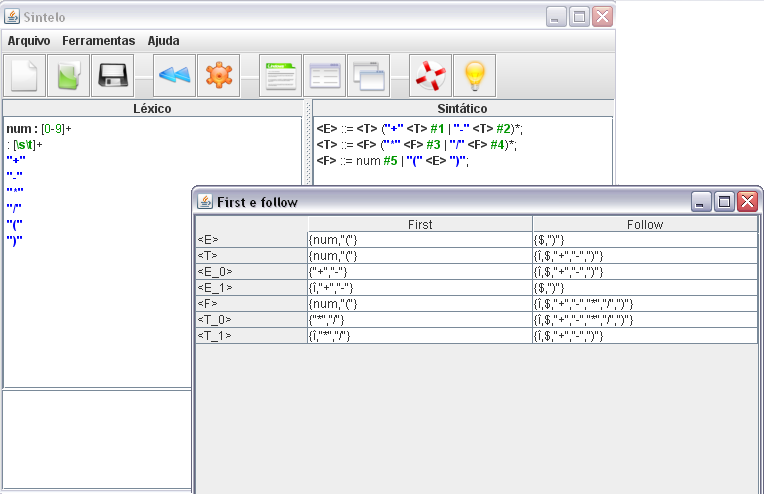 Sintelo
Arquivo Ferramentas Ajuda
Léxico
num : [0-9]+
: [\s\t]+
"+"
"-"
"*"
"/"
"("
")"
Sintático
<E> ::= <T> ("+" <T> #1 | "-" <T> #2)*;
<T> ::= <F> ("*" <F> #3 | "/" <F> #4)*;
<F> ::= num #5 | "(" <E> ")";
First e follow
First Follow
<E> {num,"("} {$,")"}
<T> {num,"("} {î,$,"+","-",")"}
<E_0> {"+","-"} {î,$,"+","-",")"}
<E_1> {î,"+","-"} {$,")"}
<F> {num,"("} {î,$,"+","-","*","/",")"}
<T_0> {"*","/"} {î,$,"+","-","*","/",")"}
<T_1> {î,"*","/"} {î,$,"+","-",")"}